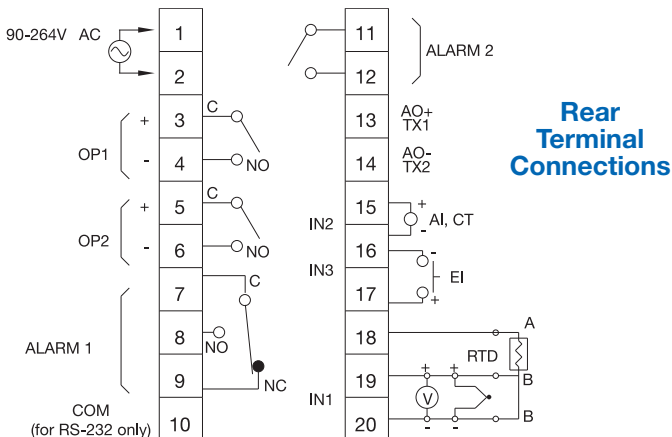 90-264V AC
1
2
OP1
+
-
3
4
C
NO
OP2
+
-
5
6
C
NO
ALARM 1
7
8
9
C
NO
NC
COM
(for RS-232 only)
10
11
12
ALARM 2
13
AO+
TX1
14
AO-
TX2
IN2
15
+
-
AI, CT
IN3
16
17
-
+
EI
18
A
RTD
IN1
19
20
+
+
V
-
-
B
B
Rear
Terminal
Connections